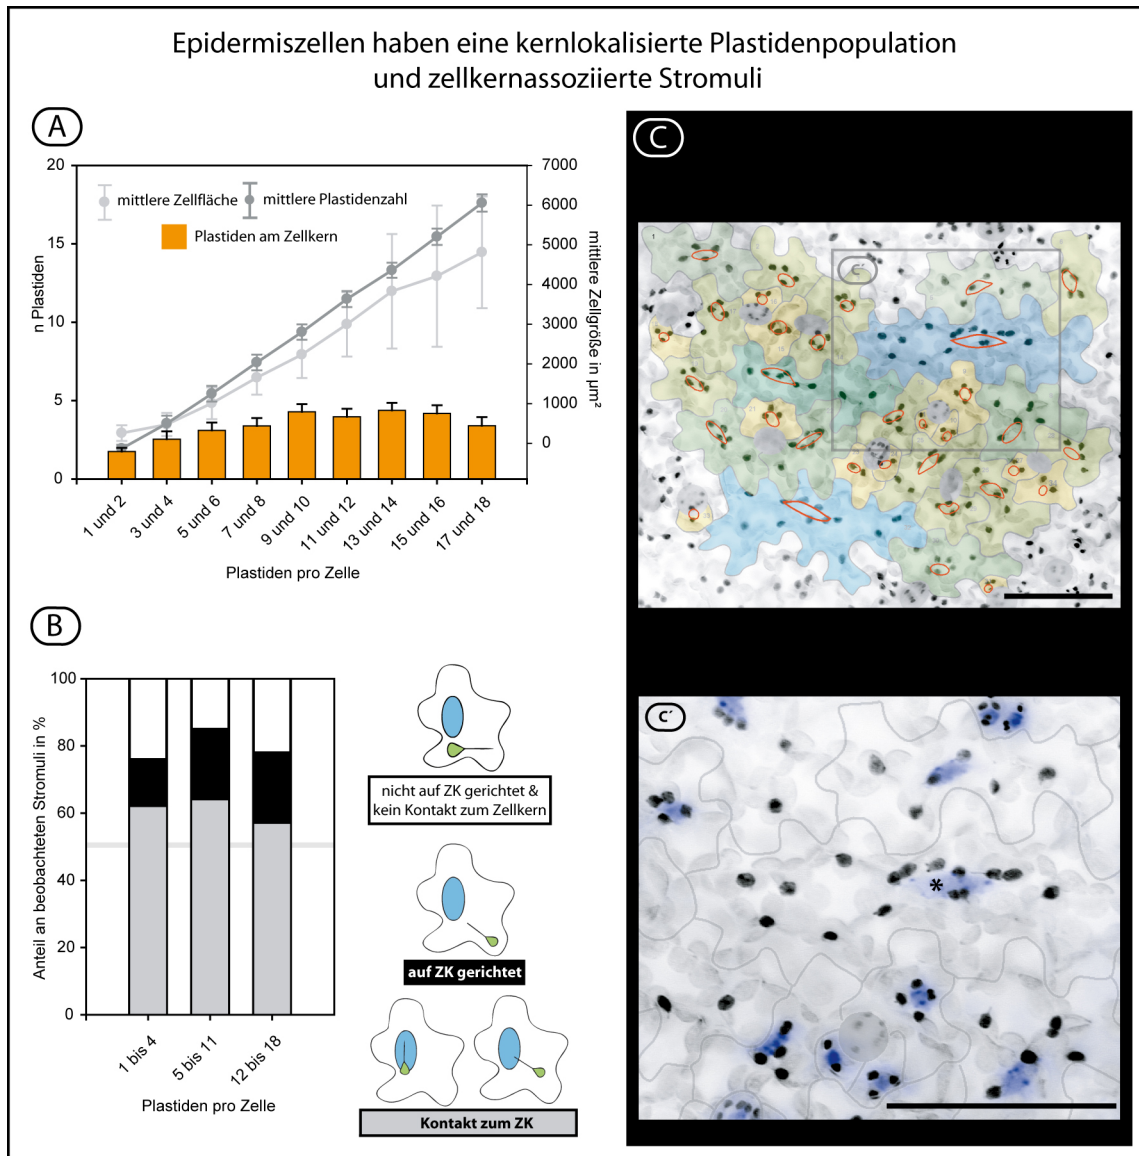 Epidermiszellen haben eine kernlokalisierte Plastidenpopulation
und zellkernassoziierte Stromuli
A
20
15
10
5
0
n Plastiden
mittlere Zellfläche
mittlere Plastidenzahl
Plastiden am Zellkern
7000
6000
5000
4000
3000
2000
1000
0
mittlere Zellgröße in µm²
1 und 2
3 und 4
5 und 6
7 und 8
9 und 10
11 und 12
13 und 14
15 und 16
17 und 18
Plastiden pro Zelle
B
100
80
60
40
20
0
Anteil an beobachteten Stromuli in %
1 bis 4
5 bis 11
12 bis 18
Plastiden pro Zelle
nicht auf ZK gerichtet &
kein Kontakt zum Zellkern
auf ZK gerichtet
Kontakt zum ZK
C
1
C´
C´
*